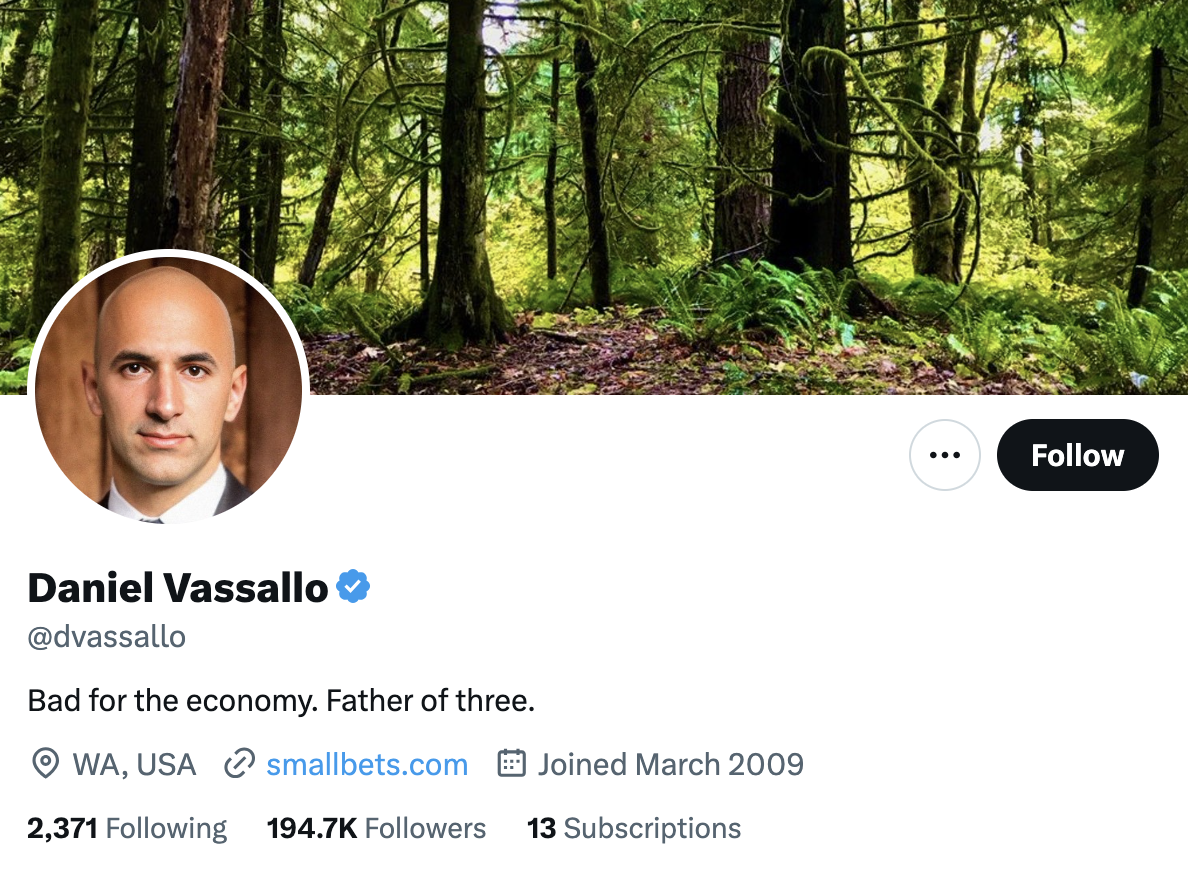 Follow
Daniel Vassallo
@dvassallo
Bad for the economy. Father of three.
WA, USA smallbets.com Joined March 2009
2,371 Following 194.7K Followers 13 Subscriptions